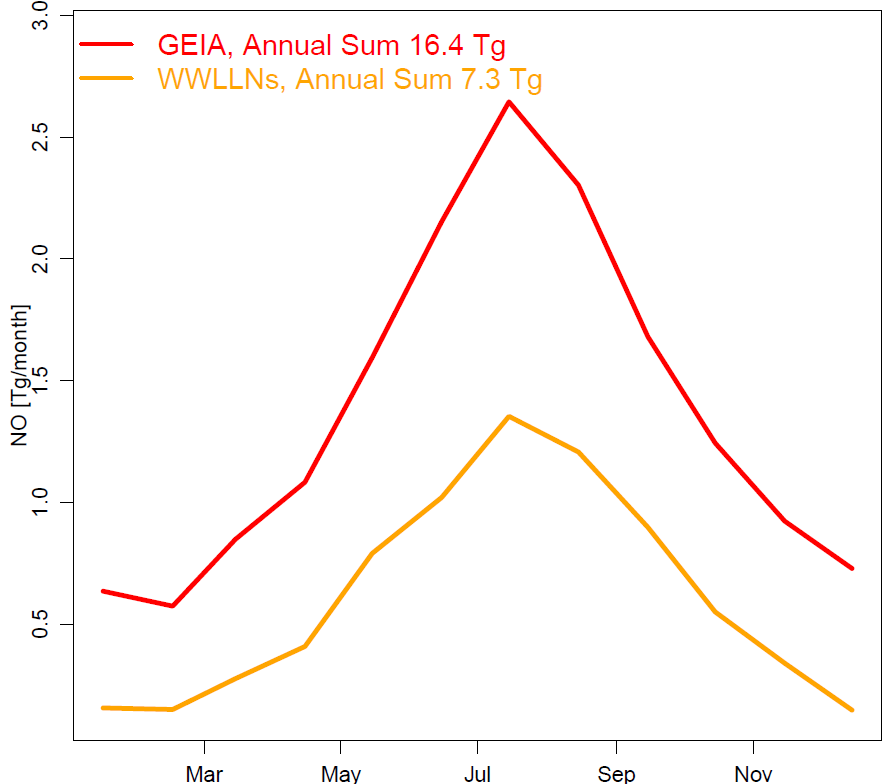 GEIA, Annual Sum 16.4 Tg
WWLLNs, Annual Sum 7.3 Tg
NO [Tg/month]
3.0
2.5
2.0
1.5
1.0
0.5
Mar May Jul Sep Nov